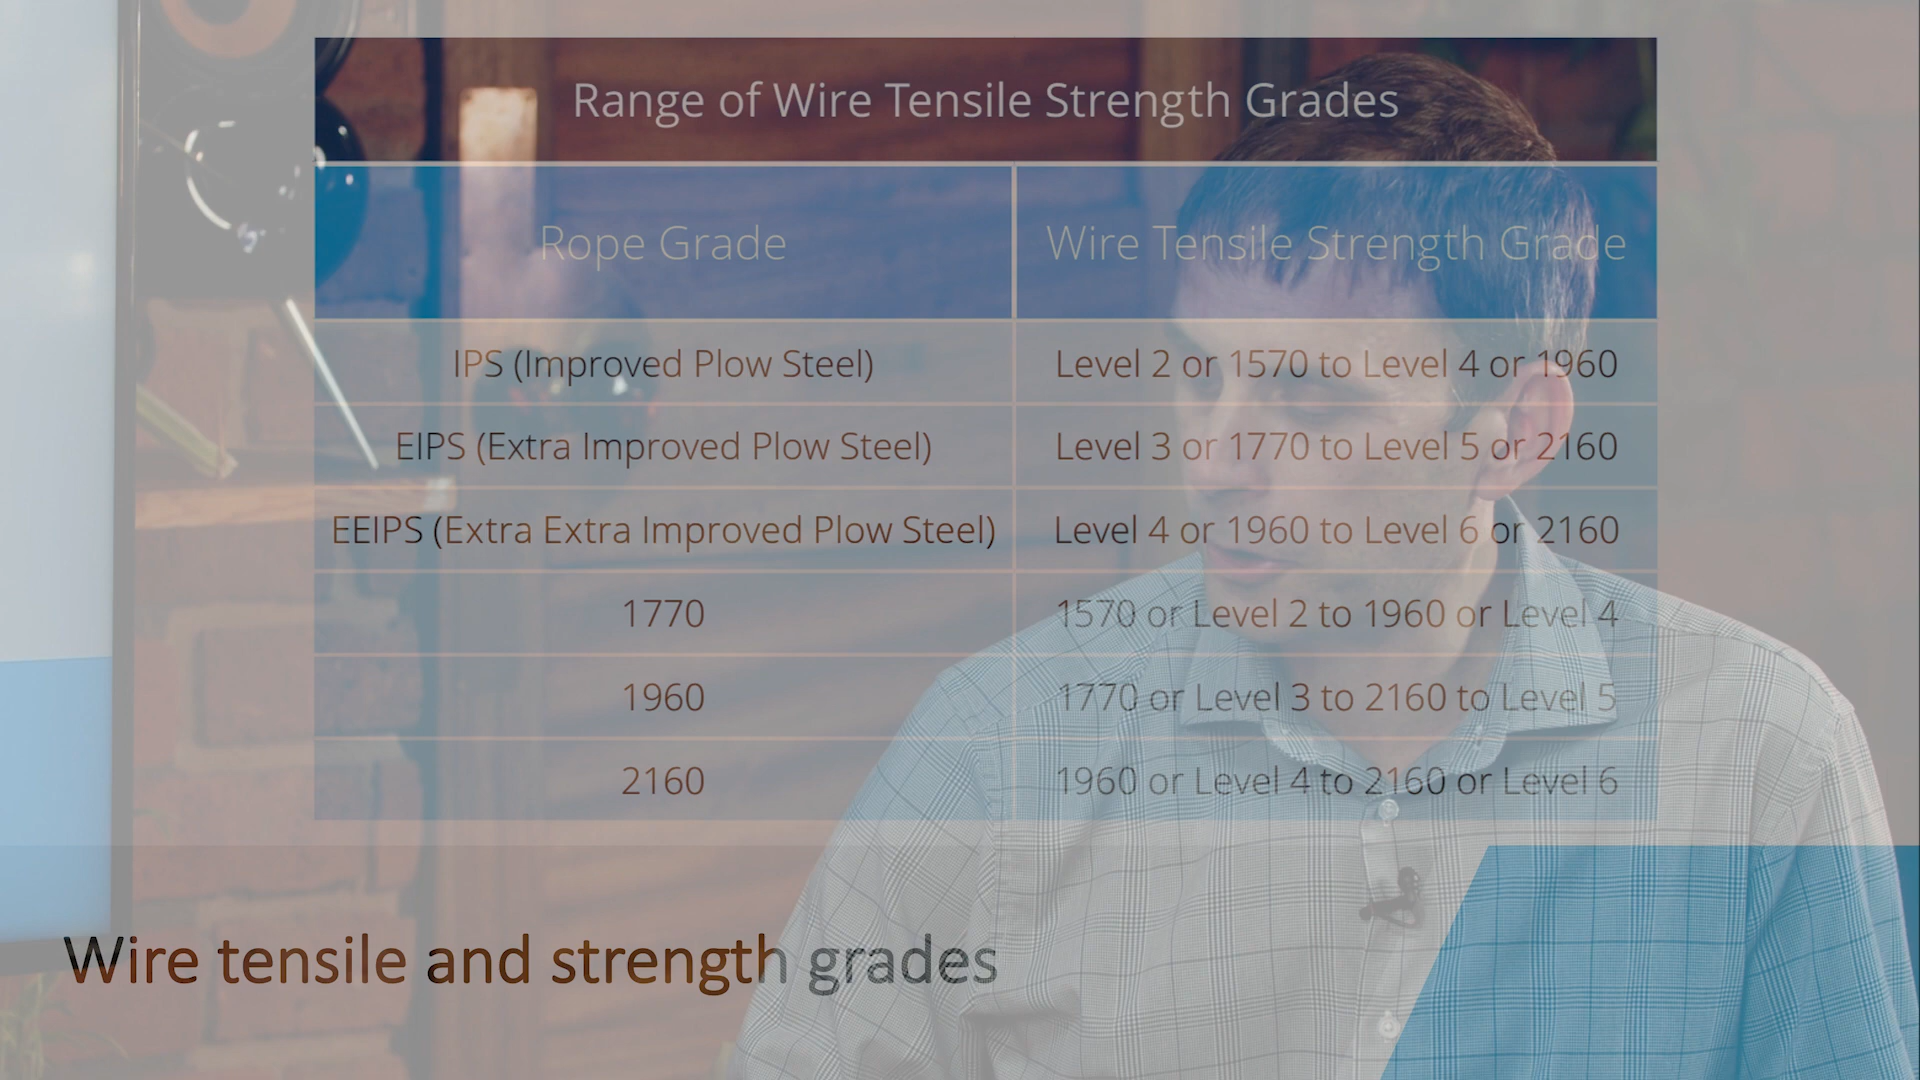 Range of Wire Tensile Strength Grades
Rope Grade Wire Tensile Strength Grade
IPS (Improved Plow Steel) Level 2 or 1570 to Level 4 or 1960
EIPS (Extra Improved Plow Steel) Level 3 or 1770 to Level 5 or 2160
EEIPS (Extra Extra Improved Plow Steel) Level 4 or 1960 to Level 6 or 2160
1770 1570 or Level 2 to 1960 or Level 4
1960 1770 or Level 3 to 2160 to Level 5
2160 1960 or Level 4 to 2160 or Level 6
Wire tensile and strength grades